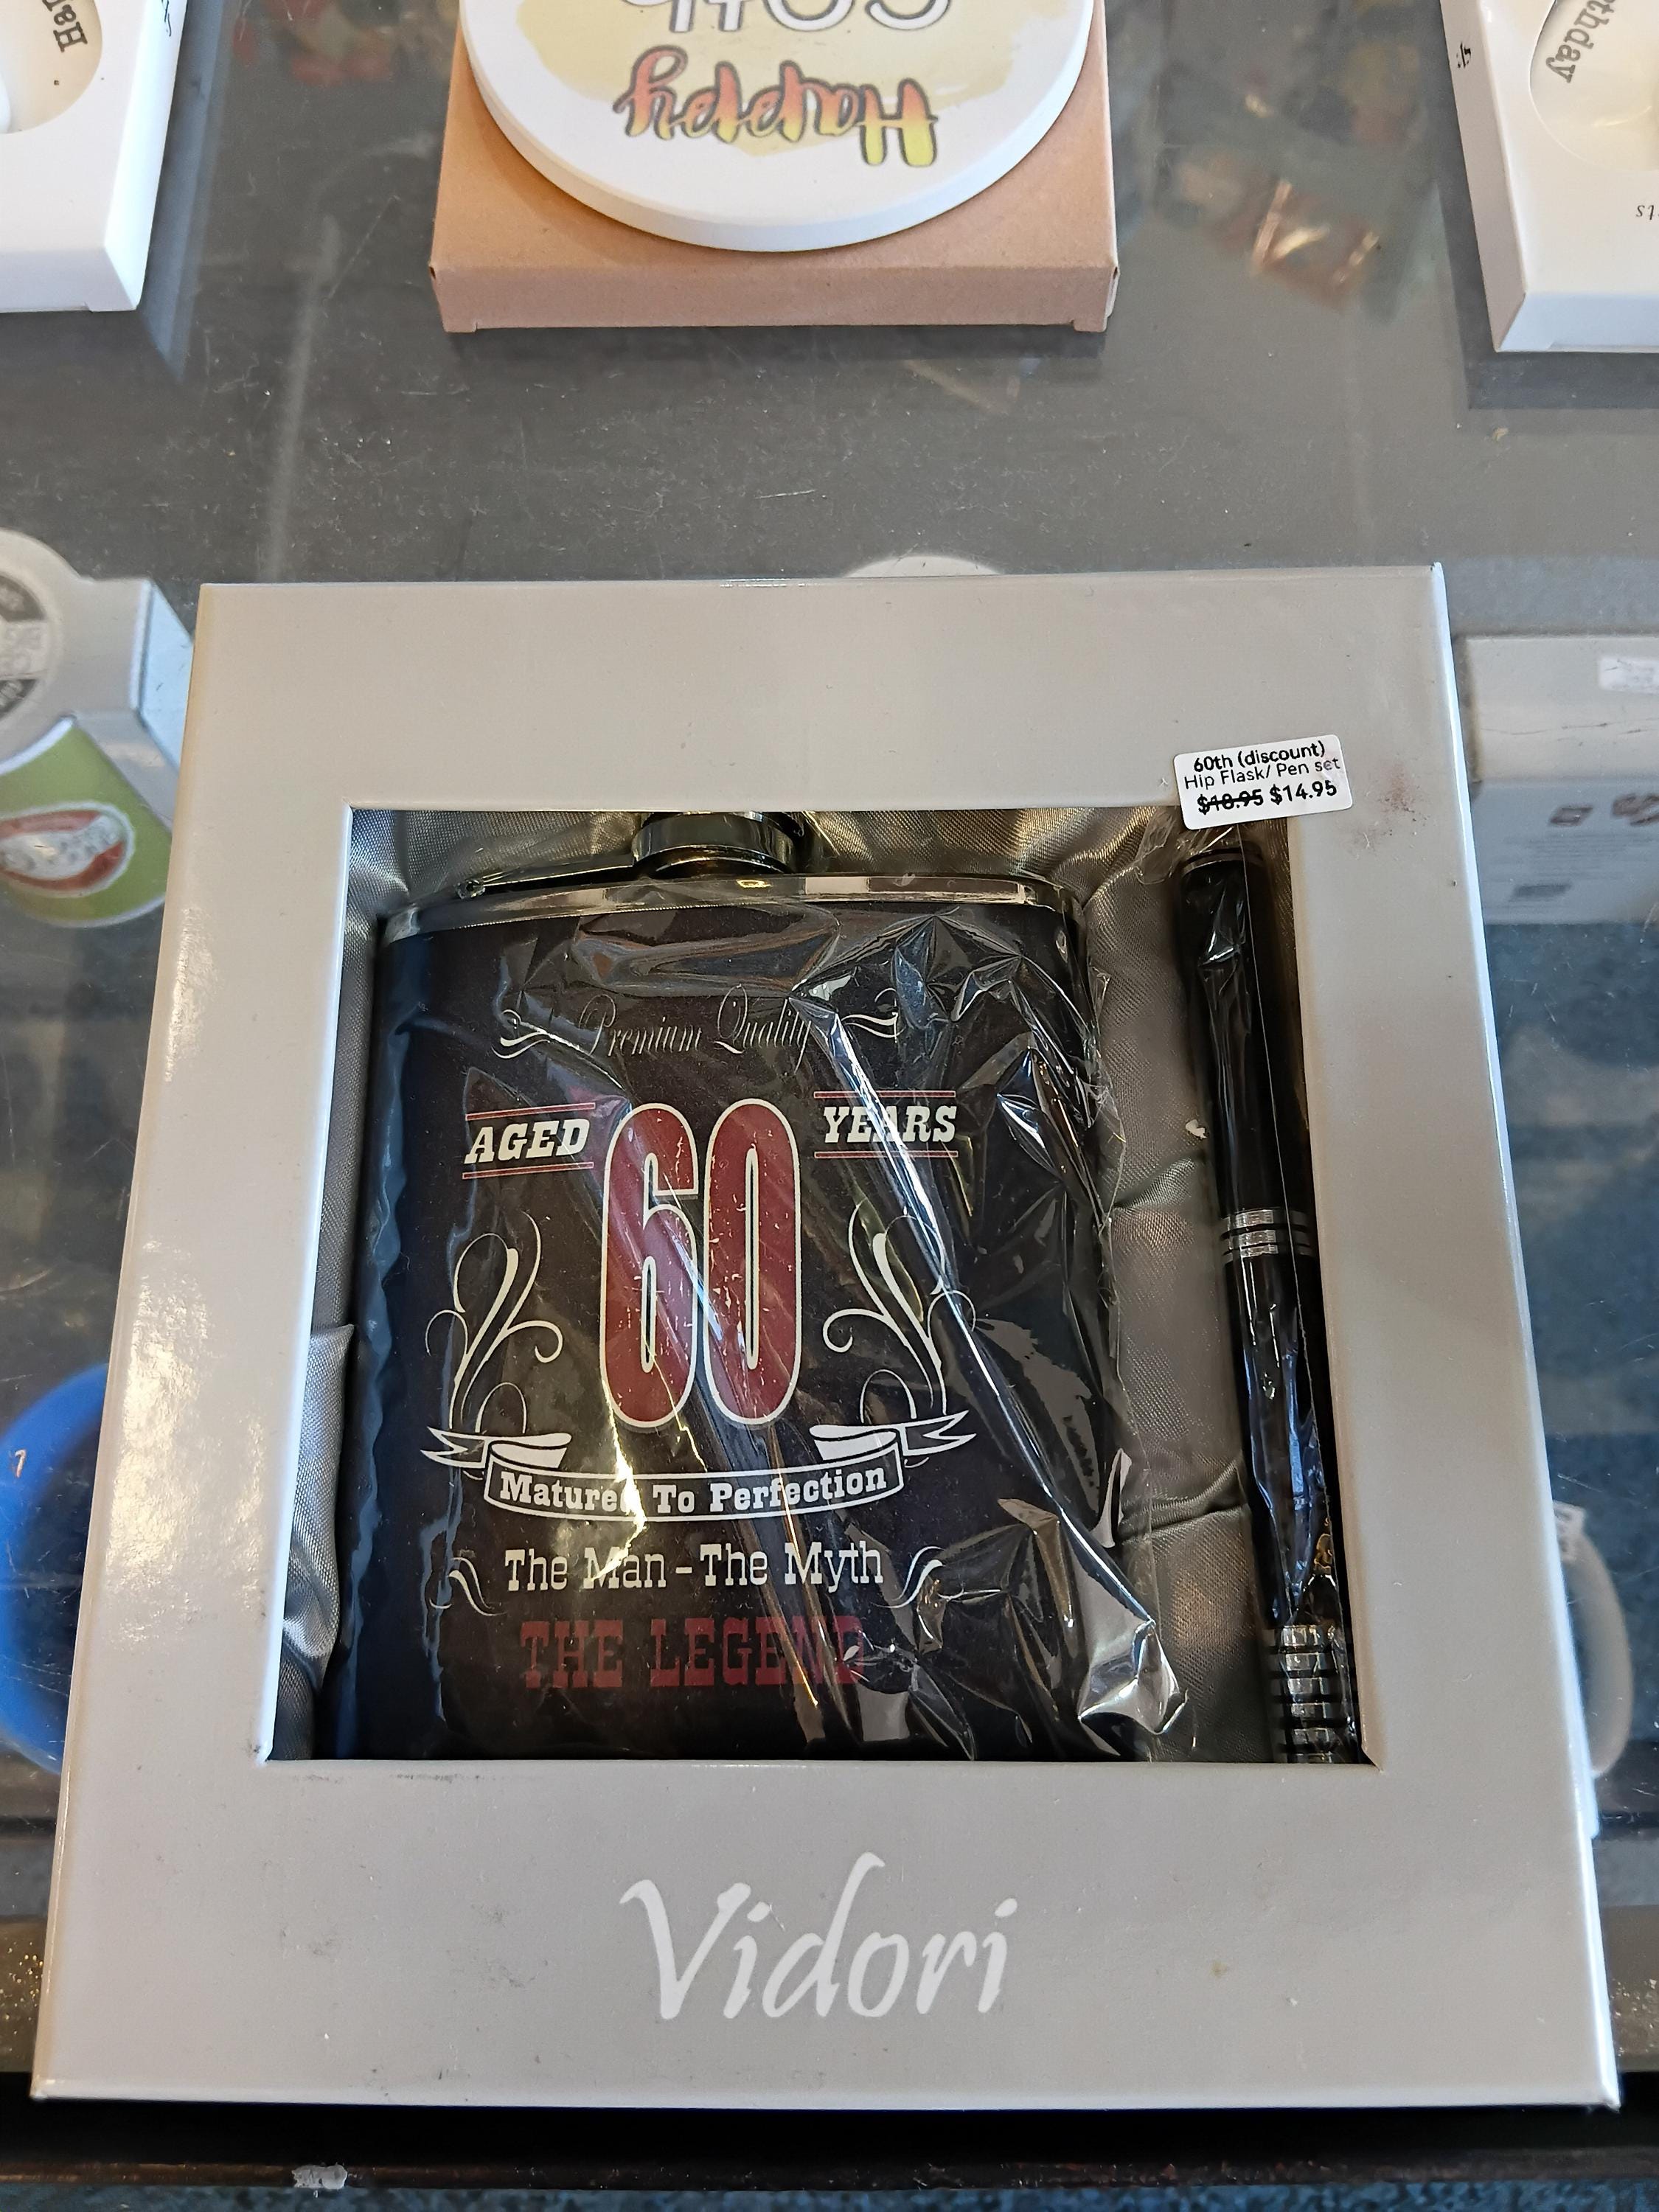 Happy
60th (discount)
Hip Flask/ Pen set
$18.95 $14.95
Premium Quality
AGED 60 YEARS
Matured To Perfection
The Man - The Myth
THE LEGEND
Vidori